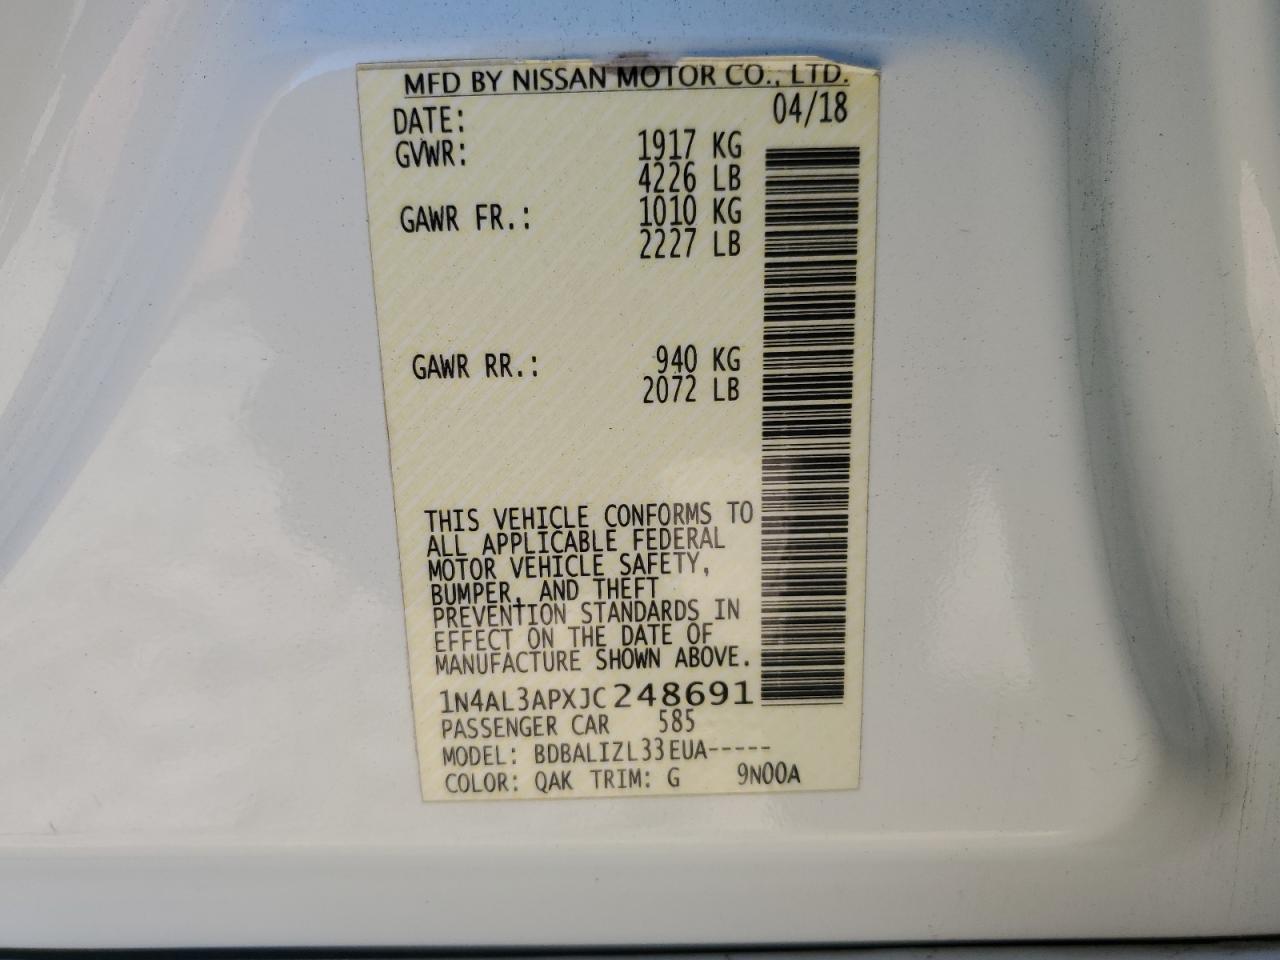 MFD BY NISSAN MOTOR CO., LTD.
DATE: 04/18
GVWR: 1917 KG
4226 LB
GAWR FR.: 1010 KG
2227 LB
GAWR RR.: 940 KG
2072 LB
THIS VEHICLE CONFORMS TO
ALL APPLICABLE FEDERAL
MOTOR VEHICLE SAFETY,
BUMPER, AND THEFT
PREVENTION STANDARDS IN
EFFECT ON THE DATE OF
MANUFACTURE SHOWN ABOVE.
1N4AL3APXJC248691
PASSENGER CAR 585
MODEL: BDBALIZL33EUA-----
COLOR: QAK TRIM: G 9N00A